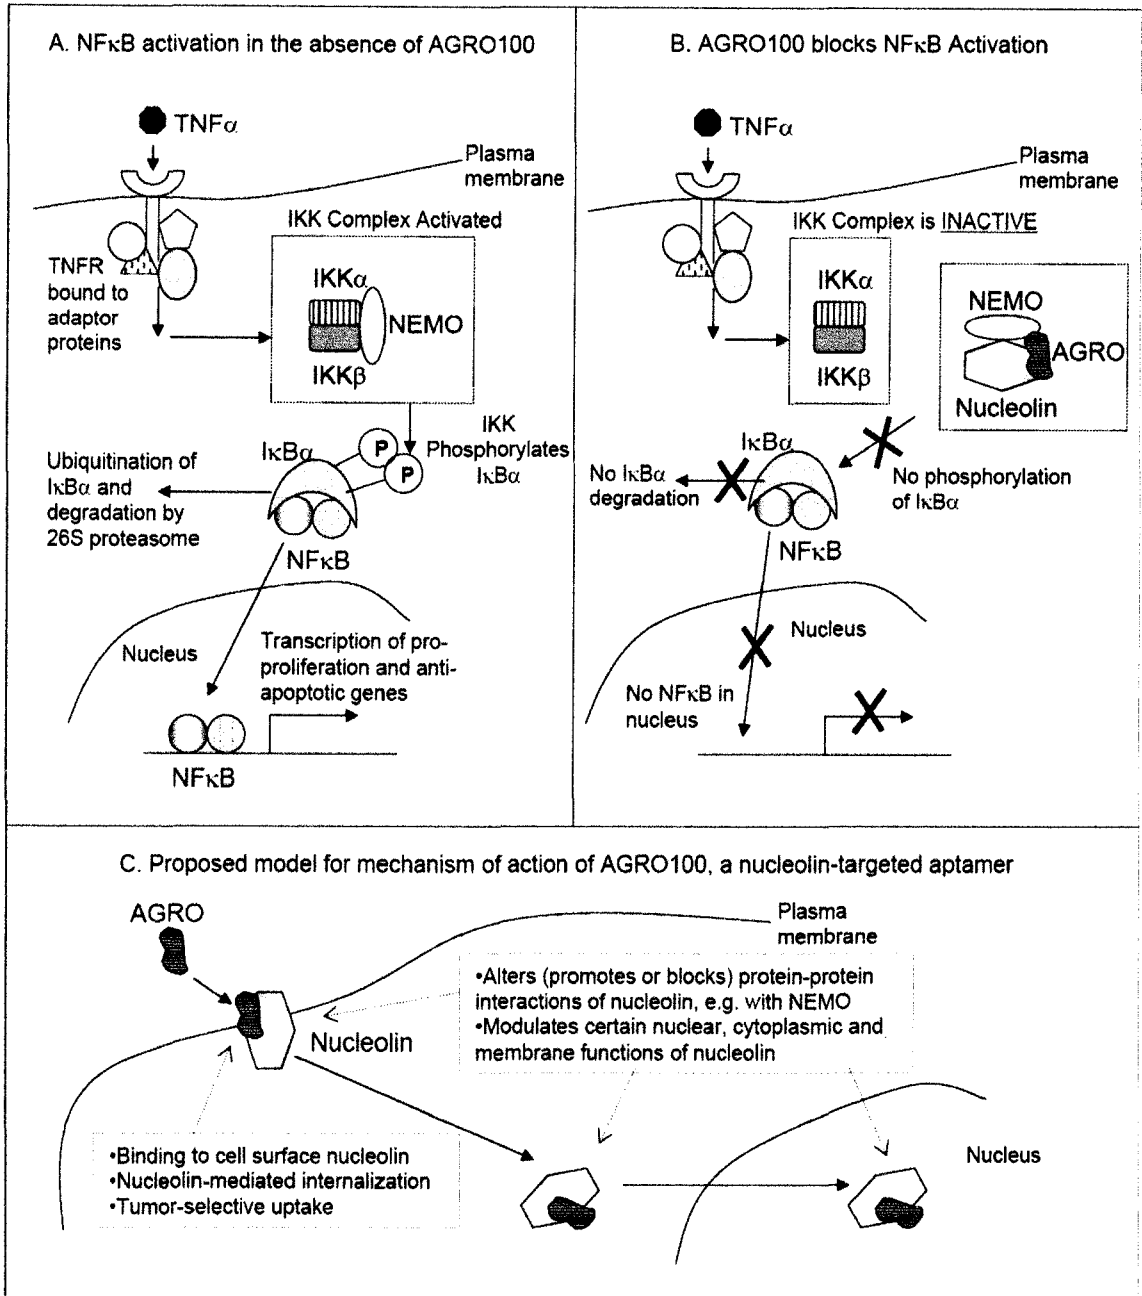 A. NFκB activation in the absence of AGRO100
TNFα
Plasma
membrane
IKK Complex Activated
TNFR
bound to
adaptor
proteins
IKKα
NEMO
IKKβ
IKK
Phosphorylates
IκBα
P
P
IκBα
Ubiquitination of
IκBα and
degradation by
26S proteasome
NFκB
Nucleus
Transcription of pro-
proliferation and anti-
apoptotic genes
NFκB
B. AGRO100 blocks NFκB Activation
TNFα
Plasma
membrane
IKK Complex is INACTIVE
IKKα
IKKβ
NEMO
AGRO
Nucleolin
IκBα
No IκBα
degradation
No phosphorylation
of IκBα
NFκB
Nucleus
No NFκB in
nucleus
C. Proposed model for mechanism of action of AGRO100, a nucleolin-targeted aptamer
AGRO
Plasma
membrane
•Alters (promotes or blocks) protein-protein
interactions of nucleolin, e.g. with NEMO
•Modulates certain nuclear, cytoplasmic and
membrane functions of nucleolin
Nucleolin
•Binding to cell surface nucleolin
•Nucleolin-mediated internalization
•Tumor-selective uptake
Nucleus